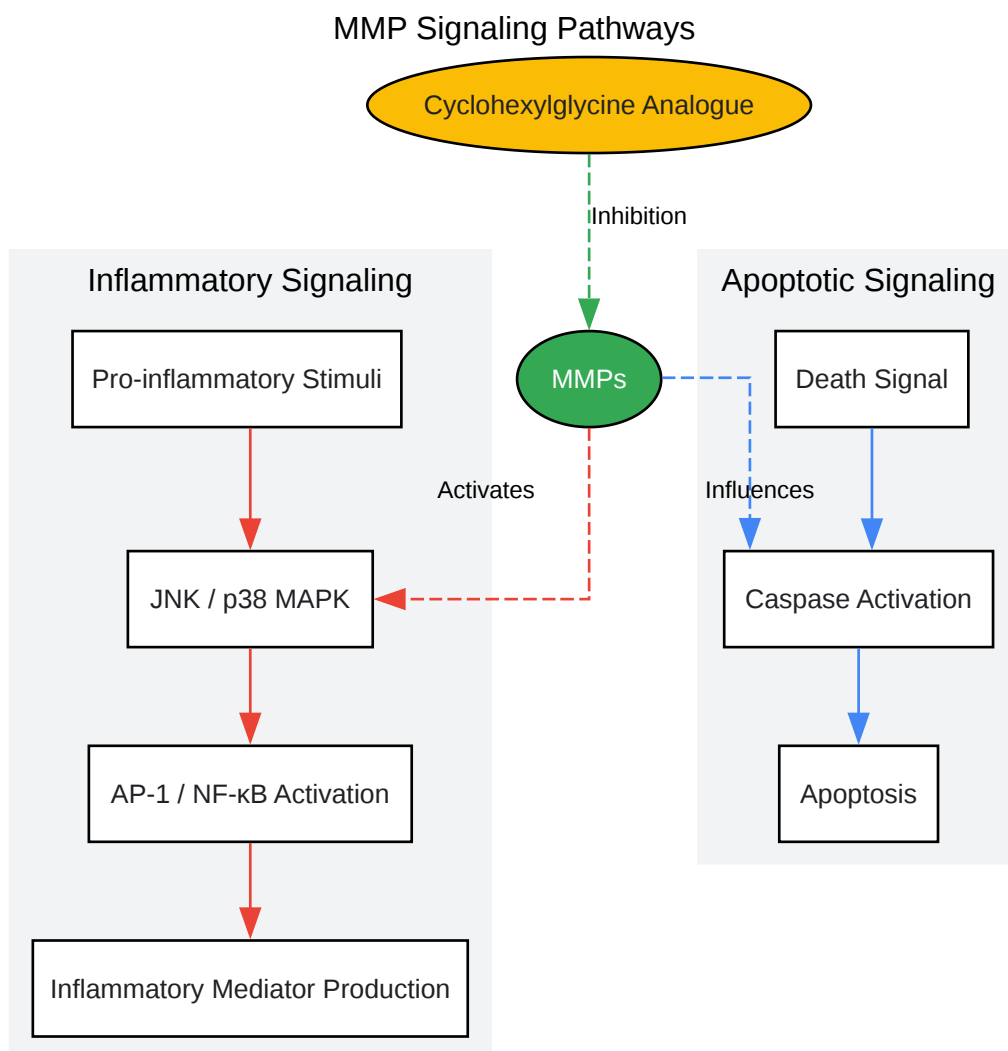 MMP Signaling Pathways
Cyclohexylglycine Analogue
Inhibition
Inflammatory Signaling
Apoptotic Signaling
Pro-inflammatory Stimuli
MMPs
Death Signal
Activates
Influences
JNK / p38 MAPK
Caspase Activation
AP-1 / NF-κB Activation
Apoptosis
Inflammatory Mediator Production